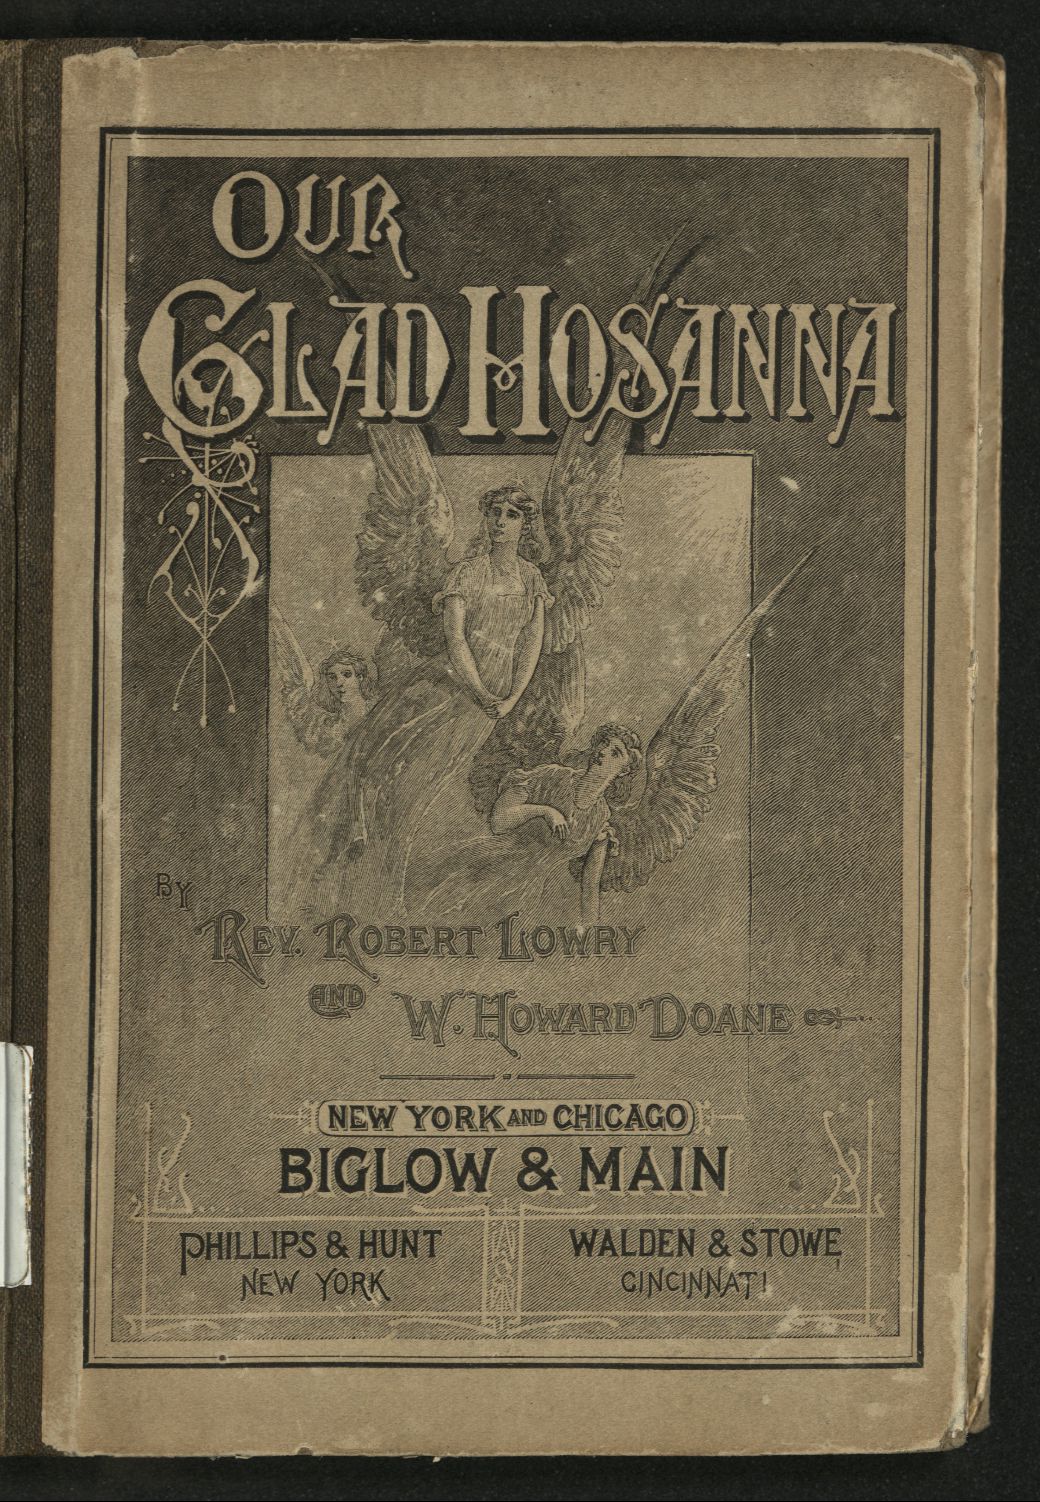 OUR
GLAD HOSANNA
BY
REV. ROBERT LOWRY
AND
W. HOWARD DOANE
NEW YORK AND CHICAGO
BIGLOW & MAIN
PHILLIPS & HUNT
NEW YORK
WALDEN & STOWE
CINCINNATI